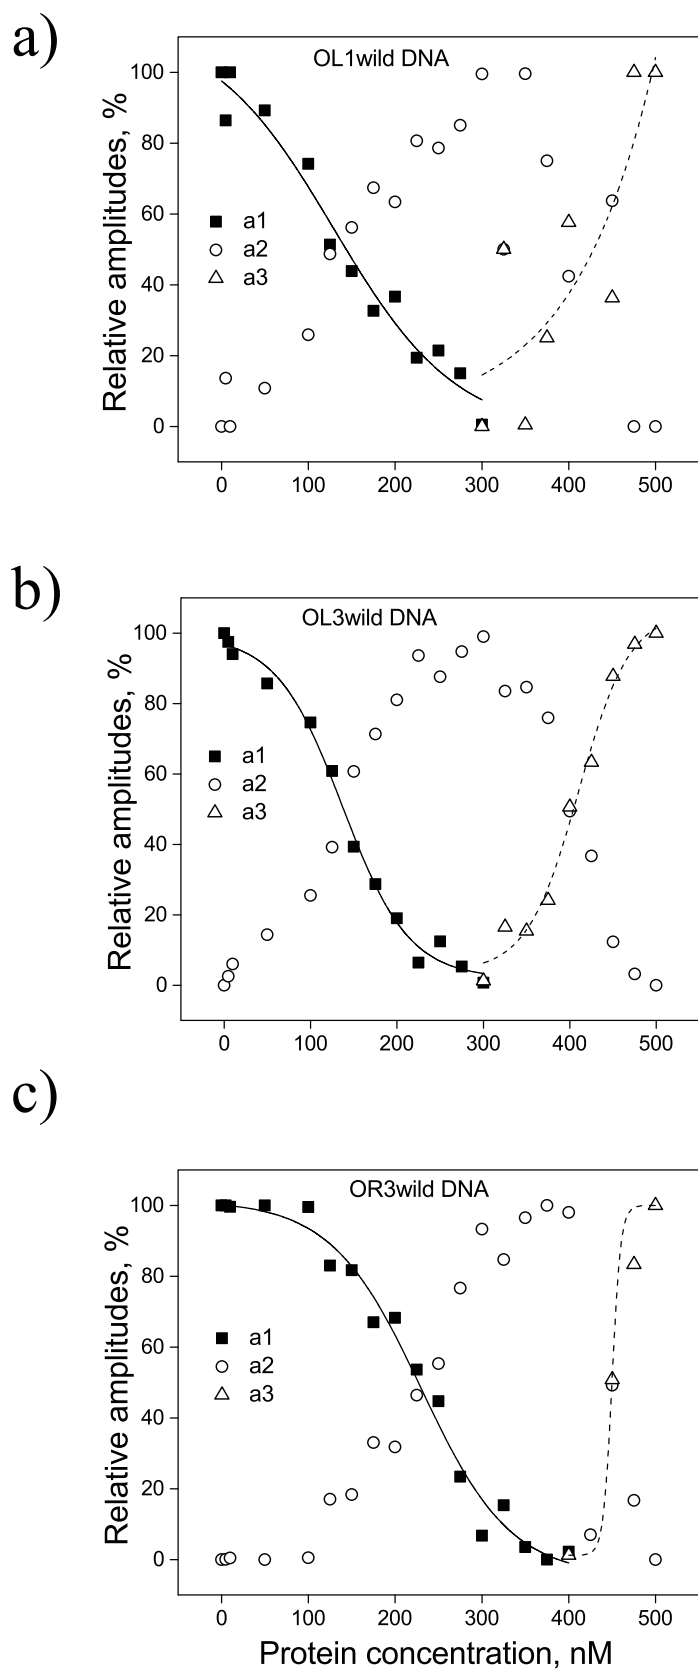 a)
OL1wild DNA
Relative amplitudes, %
100
80
60
40
20
0
a1
a2
a3
0 100 200 300 400 500
b)
OL3wild DNA
Relative amplitudes, %
100
80
60
40
20
0
a1
a2
a3
0 100 200 300 400 500
c)
OR3wild DNA
Relative amplitudes, %
100
80
60
40
20
0
a1
a2
a3
0 100 200 300 400 500
Protein concentration, nM